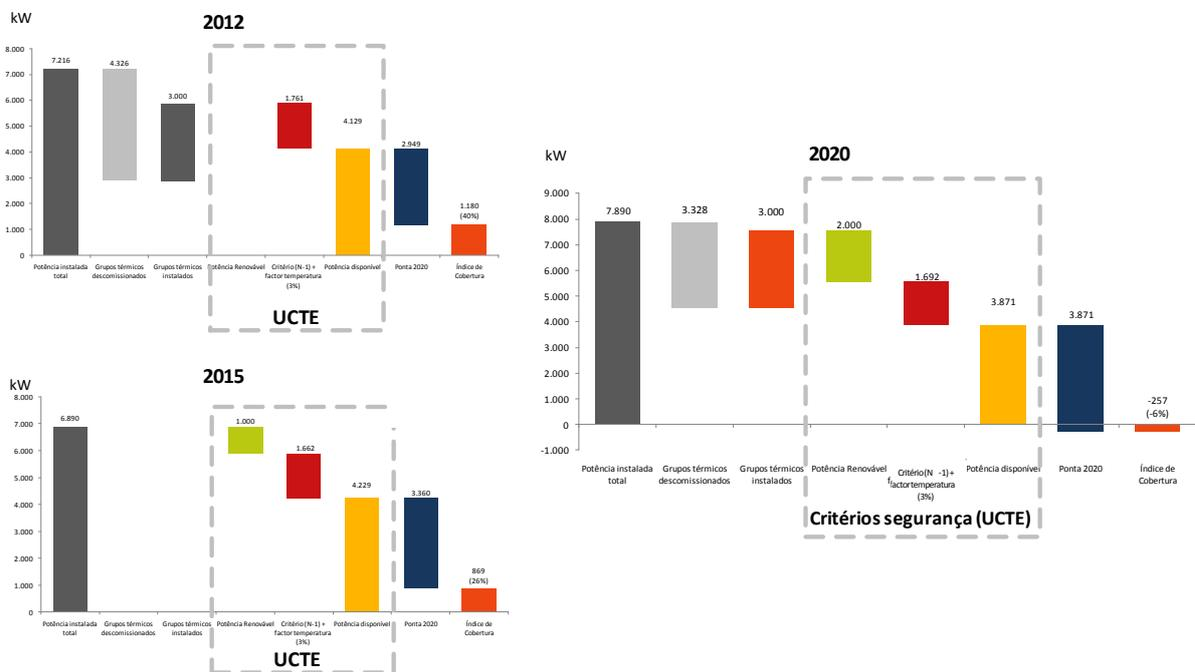 kW
2012
8.000
7.000
6.000
5.000
4.000
3.000
2.000
1.000
0
7.216
4.326
3.000
1.761
4.129
2.949
1.180
(40%)
Potência instalada
total
Grupos térmicos
descomissionados
Grupos térmicos
instalados
Potência Renovável
Critério (N-1) +
factor temperatura
(3%)
Potência disponível
Ponta 2020
Índice de
Cobertura
UCTE
kW
2015
8.000
7.000
6.000
5.000
4.000
3.000
2.000
1.000
0
6.890
1.000
1.662
4.229
3.360
869
(26%)
Potência instalada
total
Grupos térmicos
descomissionados
Grupos térmicos
instalados
Potência Renovável
Critério (N-1) +
factor temperatura
(3%)
Potência disponível
Ponta 2020
Índice de
Cobertura
UCTE
kW
2020
9.000
8.000
7.000
6.000
5.000
4.000
3.000
2.000
1.000
0
-1.000
7.890
3.328
3.000
2.000
1.692
3.871
3.871
-257
(-6%)
Potência instalada
total
Grupos térmicos
descomissionados
Grupos térmicos
instalados
Potência Renovável
Critério (N -1) +
factor temperatura
(3%)
Potência disponível
Ponta 2020
Índice de
Cobertura
Critérios segurança (UCTE)